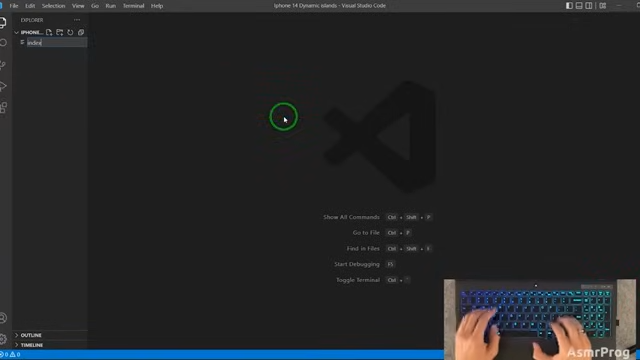 File Edit Selection View Go Run Terminal Help
Iphone 14 Dynamic islands - Visual Studio Code
EXPLORER
IPHONE...
index
Show All Commands Ctrl + Shift + P
Go to File Ctrl + P
Find in Files Ctrl + Shift + F
Start Debugging F5
Toggle Terminal Ctrl + `
OUTLINE
TIMELINE
0 0
AsmrProg